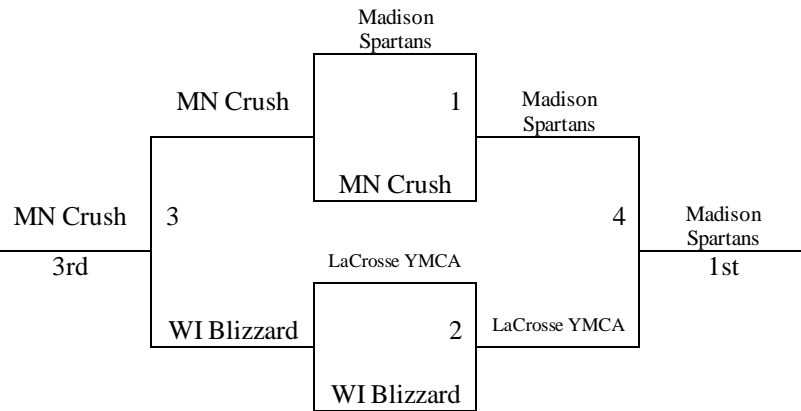 Madison
Spartans
MN Crush
1
Madison
Spartans
MN Crush
MN Crush
3
4
Madison
Spartans
3rd
LaCrosse YMCA
1st
WI Blizzard
2
LaCrosse YMCA
WI Blizzard